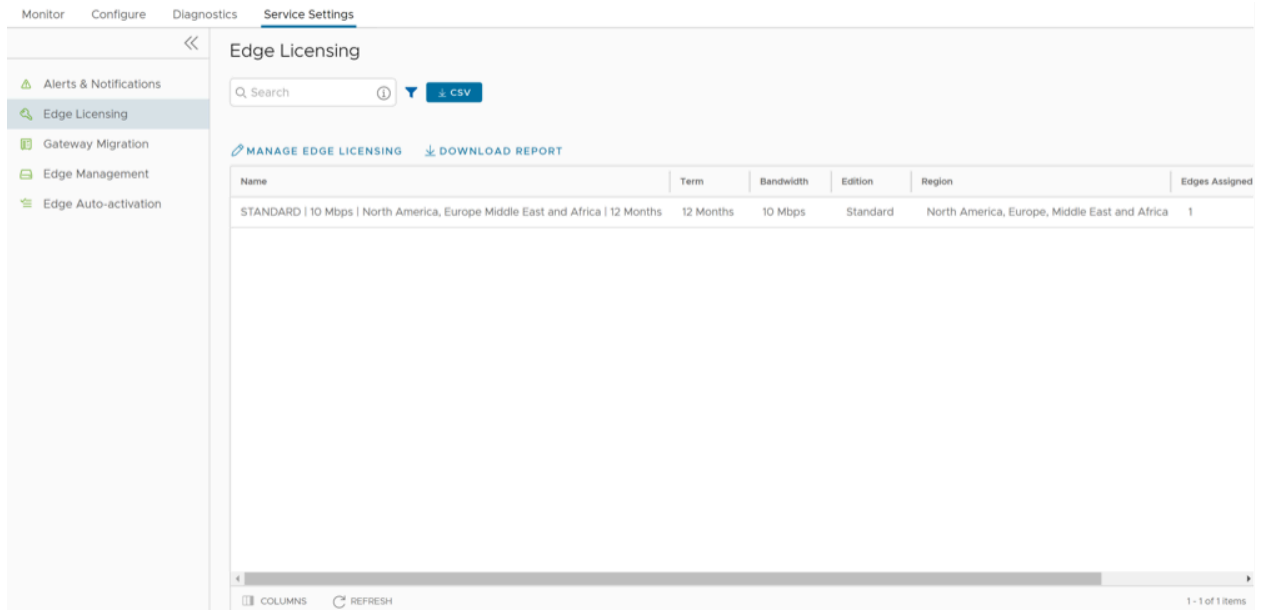 Monitor Configure Diagnostics Service Settings
Edge Licensing
Alerts & Notifications
Edge Licensing
Gateway Migration
Edge Management
Edge Auto-activation
Search
CSV
MANAGE EDGE LICENSING DOWNLOAD REPORT
Name Term Bandwidth Edition Region Edges Assigned
STANDARD | 10 Mbps | North America, Europe Middle East and Africa | 12 Months 12 Months 10 Mbps Standard North America, Europe, Middle East and Africa 1
COLUMNS REFRESH 1 - 1 of 1 items